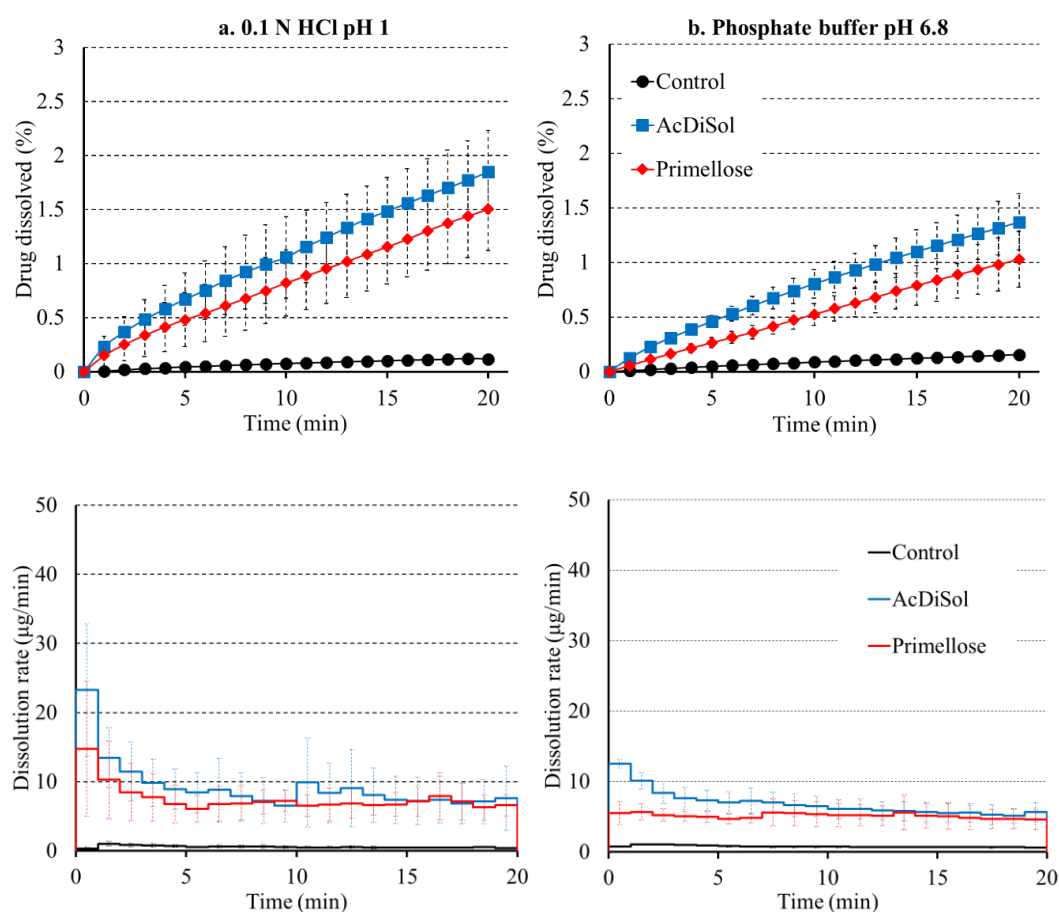 a. 0.1 N HCl pH 1
3
2.5
2
1.5
1
0.5
0
Drug dissolved (%)
0 5 10 15 20
Time (min)
b. Phosphate buffer pH 6.8
3
2.5
2
1.5
1
0.5
0
Drug dissolved (%)
Control
AcDiSol
Primellose
0 5 10 15 20
Time (min)
50
40
30
20
10
0
Dissolution rate (µg/min)
0 5 10 15 20
Time (min)
50
40
30
20
10
0
Dissolution rate (µg/min)
Control
AcDiSol
Primellose
0 5 10 15 20
Time (min)